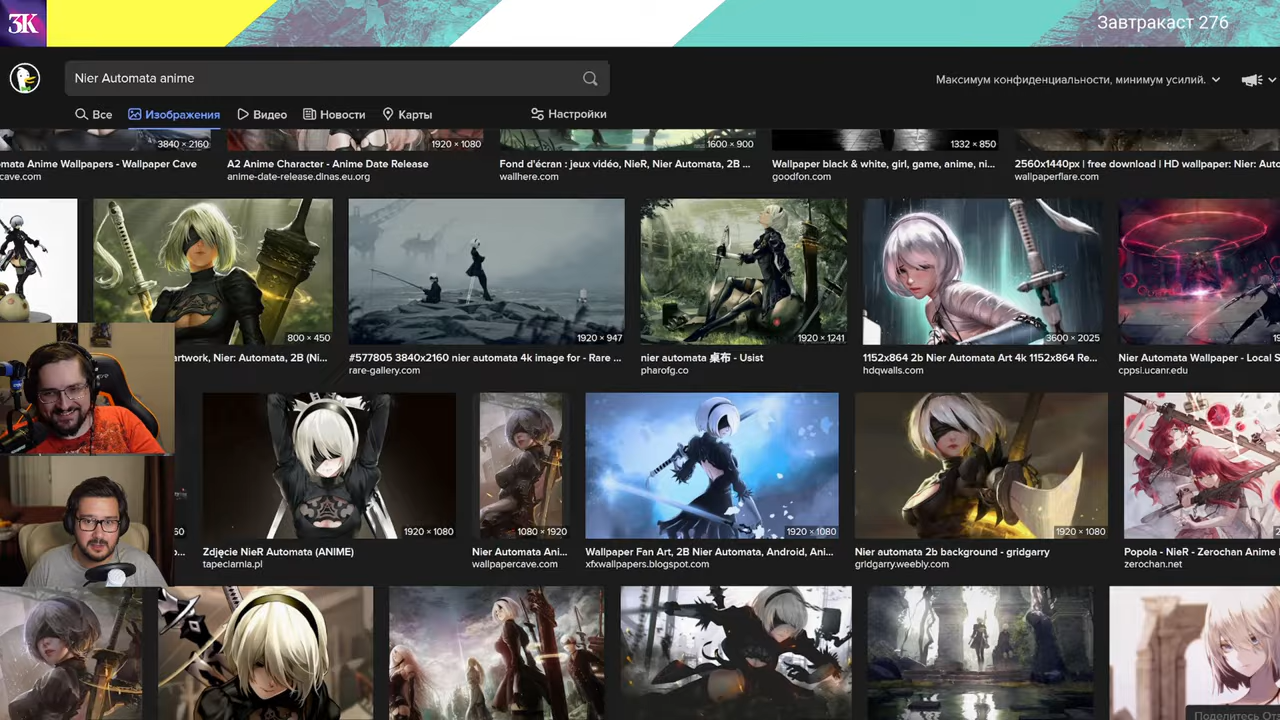 ЗК
Завтракаст 276
Nier Automata anime
Максимум конфиденциальности, минимум усилий.
Все
Изображения
Видео
Новости
Карты
Настройки
3840 × 2160
1920 × 1080
1600 × 900
1332 × 850
mata Anime Wallpapers - Wallpaper Cave
A2 Anime Character - Anime Date Release
Fond d'écran : jeux vidéo, NieR, Nier Automata, 2B ...
Wallpaper black & white, girl, game, anime, ni...
2560x1440px | free download | HD wallpaper: Nier: Auto
cave.com
anime-date-release.dlnas.eu.org
wallhere.com
goodfon.com
wallpaperflare.com
800 × 450
1920 × 947
1920 × 1241
3600 × 2025
artwork, Nier: Automata, 2B (Ni...
#577805 3840x2160 nier automata 4k image for - Rare ...
nier automata 桌布 - Usist
1152x864 2b Nier Automata Art 4k 1152x864 Re...
Nier Automata Wallpaper - Local S
rare-gallery.com
pharofg.co
hdqwalls.com
cppsi.ucanr.edu
1920 × 1080
1080 × 1920
1920 × 1080
1920 × 1080
Zdjęcie NieR Automata (ANIME)
Nier Automata Ani...
Wallpaper Fan Art, 2B Nier Automata, Android, Ani...
Nier automata 2b background - gridgarry
Popola - NieR - Zerochan Anime
tapeciarnia.pl
wallpapercave.com
xfxwallpapers.blogspot.com
gridgarry.weebly.com
zerochan.net
Поделитесь От